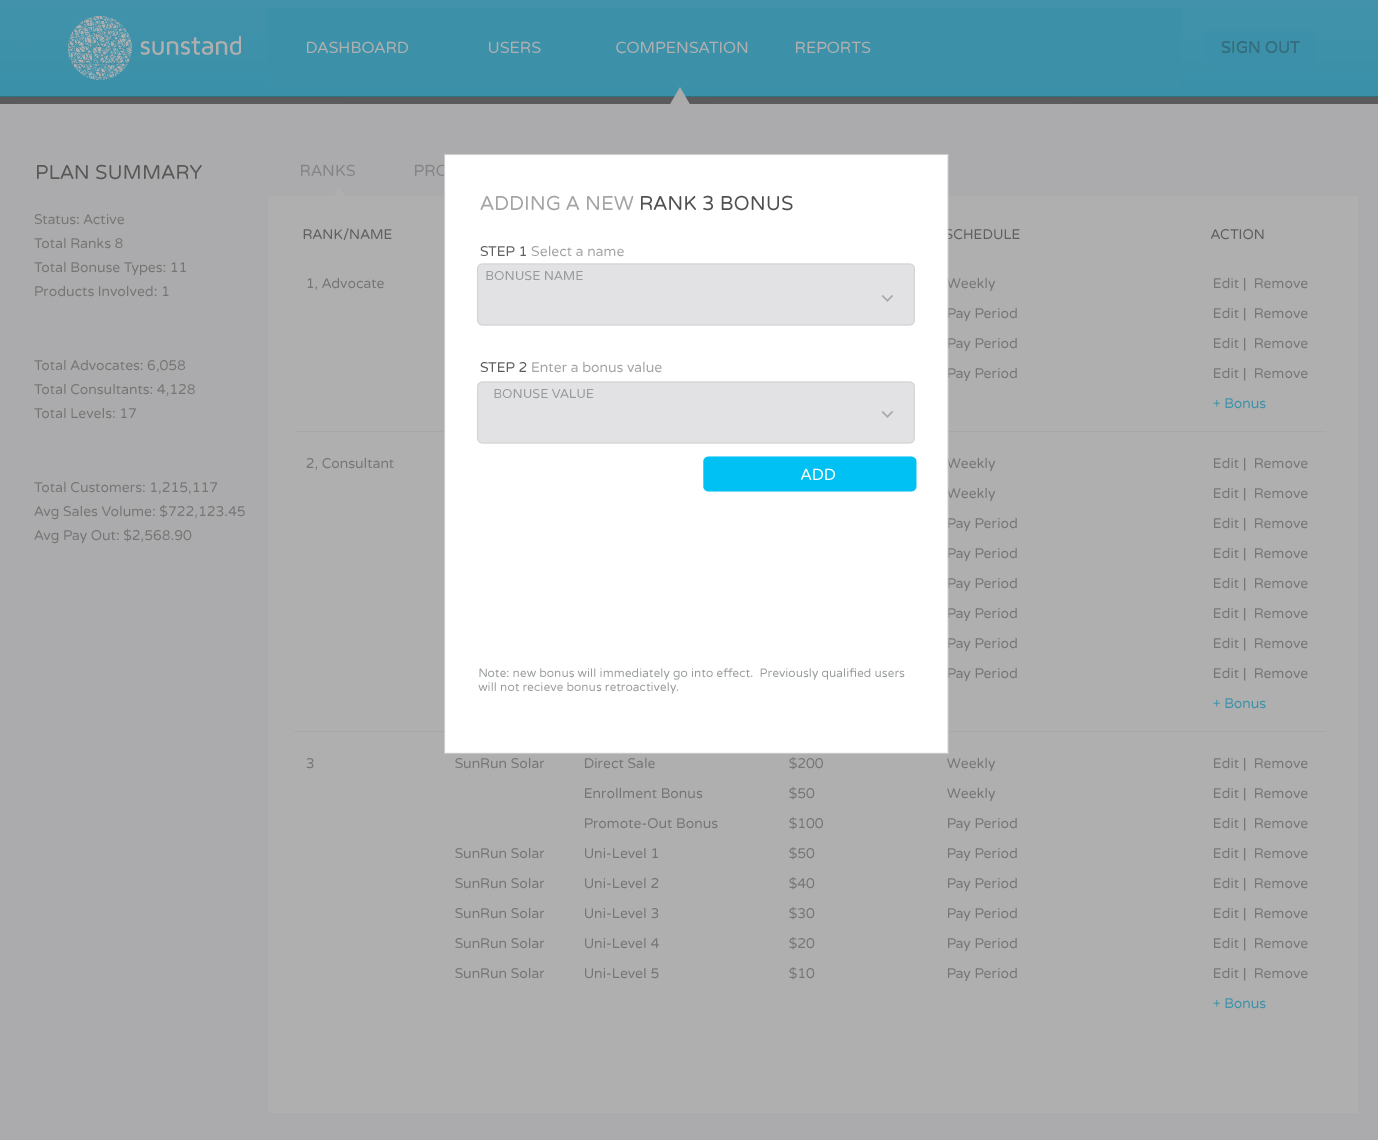 sunstand
DASHBOARD
USERS
COMPENSATION
REPORTS
SIGN OUT
PLAN SUMMARY
Status: Active
Total Ranks 8
Total Bonuse Types: 11
Products Involved: 1
Total Advocates: 6,058
Total Consultants: 4,128
Total Levels: 17
Total Customers: 1,215,117
Avg Sales Volume: $722,123.45
Avg Pay Out: $2,568.90
RANKS
ADDING A NEW RANK 3 BONUS
STEP 1 Select a name
BONUSE NAME
STEP 2 Enter a bonus value
BONUSE VALUE
ADD
Note: new bonus will immediately go into effect. Previously qualified users
will not recieve bonus retroactively.
RANK/NAME SCHEDULE ACTION
1, Advocate Weekly Edit | Remove
Pay Period Edit | Remove
Pay Period Edit | Remove
Pay Period Edit | Remove
+ Bonus
2, Consultant Weekly Edit | Remove
Weekly Edit | Remove
Pay Period Edit | Remove
Pay Period Edit | Remove
Pay Period Edit | Remove
Pay Period Edit | Remove
Pay Period Edit | Remove
Pay Period Edit | Remove
+ Bonus
3 SunRun Solar Direct Sale $200 Weekly Edit | Remove
Enrollment Bonus $50 Weekly Edit | Remove
Promote-Out Bonus $100 Pay Period Edit | Remove
SunRun Solar Uni-Level 1 $50 Pay Period Edit | Remove
SunRun Solar Uni-Level 2 $40 Pay Period Edit | Remove
SunRun Solar Uni-Level 3 $30 Pay Period Edit | Remove
SunRun Solar Uni-Level 4 $20 Pay Period Edit | Remove
SunRun Solar Uni-Level 5 $10 Pay Period Edit | Remove
+ Bonus